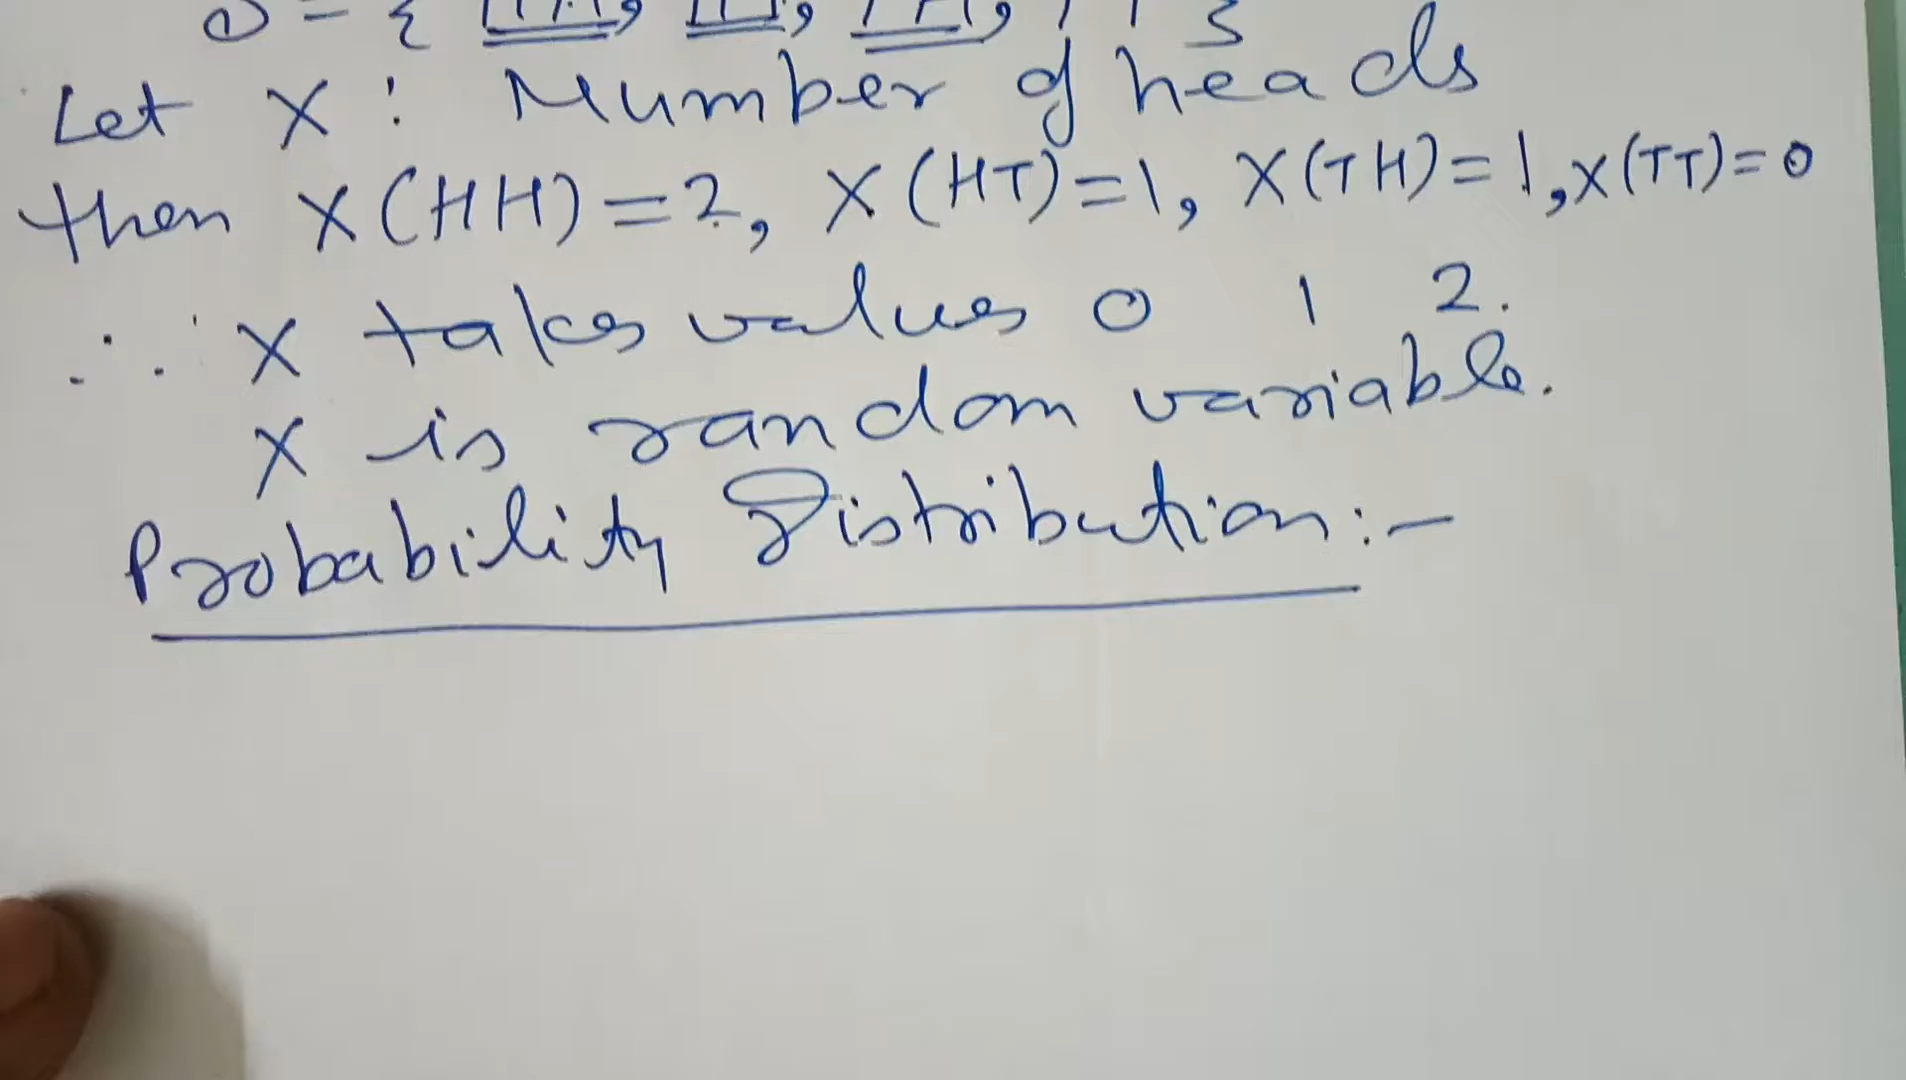 Let X : Number of heads
then X(HH)=2, X(HT)=1, X(TH)=1, X(TT)=0
∴ X takes values 0 1 2.
X is random variable.
Probability Distribution:-